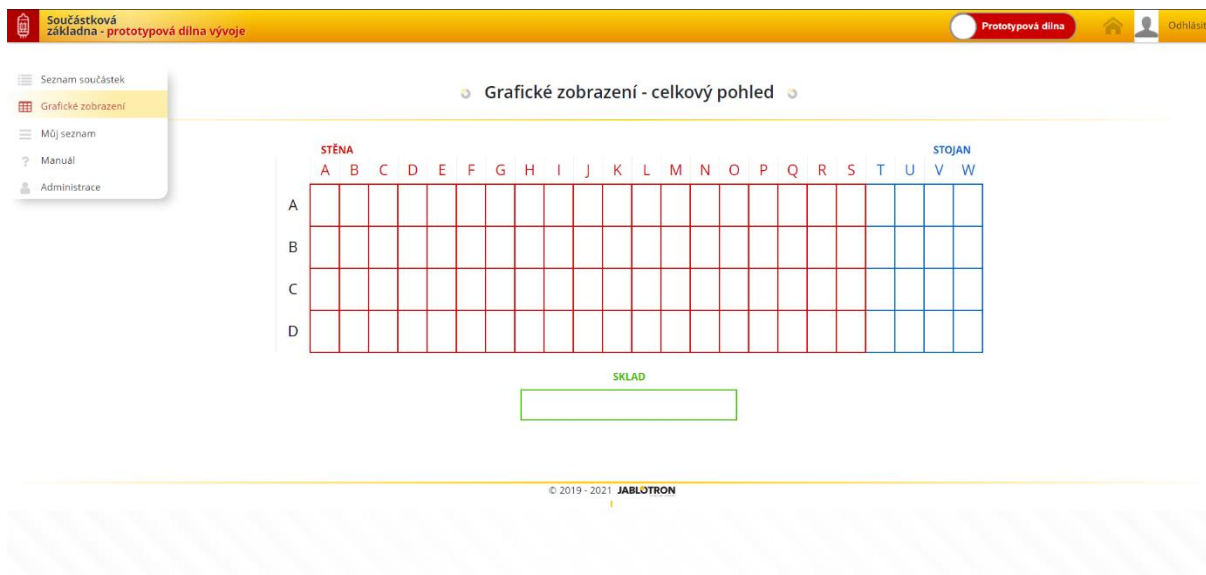 Součástková
základna - prototypová dílna vývoje
Prototypová dílna
Odhlásit
Seznam součástek
Grafické zobrazení
Můj seznam
? Manuál
Administrace
Grafické zobrazení - celkový pohled
STĚNA
STOJAN
A B C D E F G H I J K L M N O P Q R S T U V W
A
B
C
D
SKLAD
© 2019 - 2021 JABLOTRON